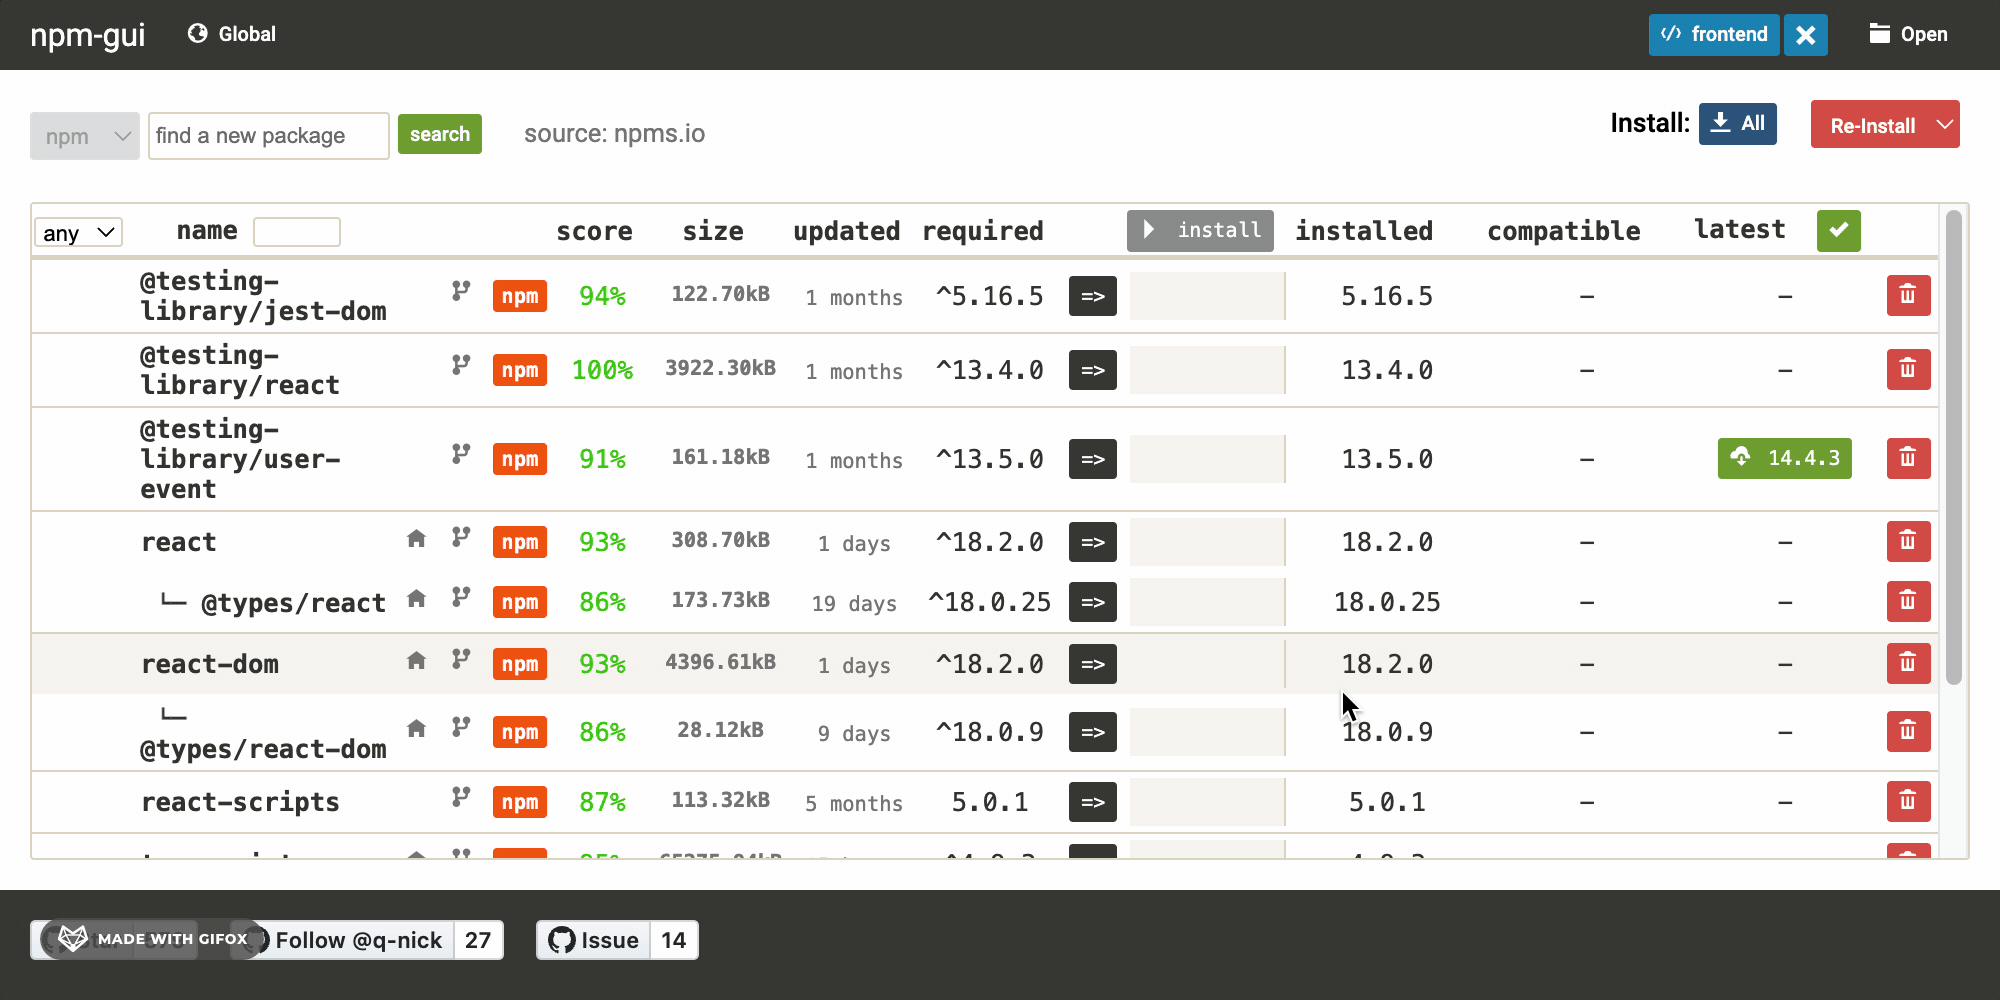 npm-gui Global frontend Open
npm find a new package search source: npms.io Install: All Re-Install
any name score size updated required install installed compatible latest
@testing-
library/jest-dom npm 94% 122.70kB 1 months ^5.16.5 => 5.16.5 – –
@testing-
library/react npm 100% 3922.30kB 1 months ^13.4.0 => 13.4.0 – –
@testing-
library/user-
event npm 91% 161.18kB 1 months ^13.5.0 => 13.5.0 – 14.4.3
react npm 93% 308.70kB 1 days ^18.2.0 => 18.2.0 – –
└─ @types/react npm 86% 173.73kB 19 days ^18.0.25 => 18.0.25 – –
react-dom npm 93% 4396.61kB 1 days ^18.2.0 => 18.2.0 – –
└─
@types/react-dom npm 86% 28.12kB 9 days ^18.0.9 => 18.0.9 – –
react-scripts npm 87% 113.32kB 5 months 5.0.1 => 5.0.1 – –
MADE WITH GIFOX Follow @q-nick 27 Issue 14